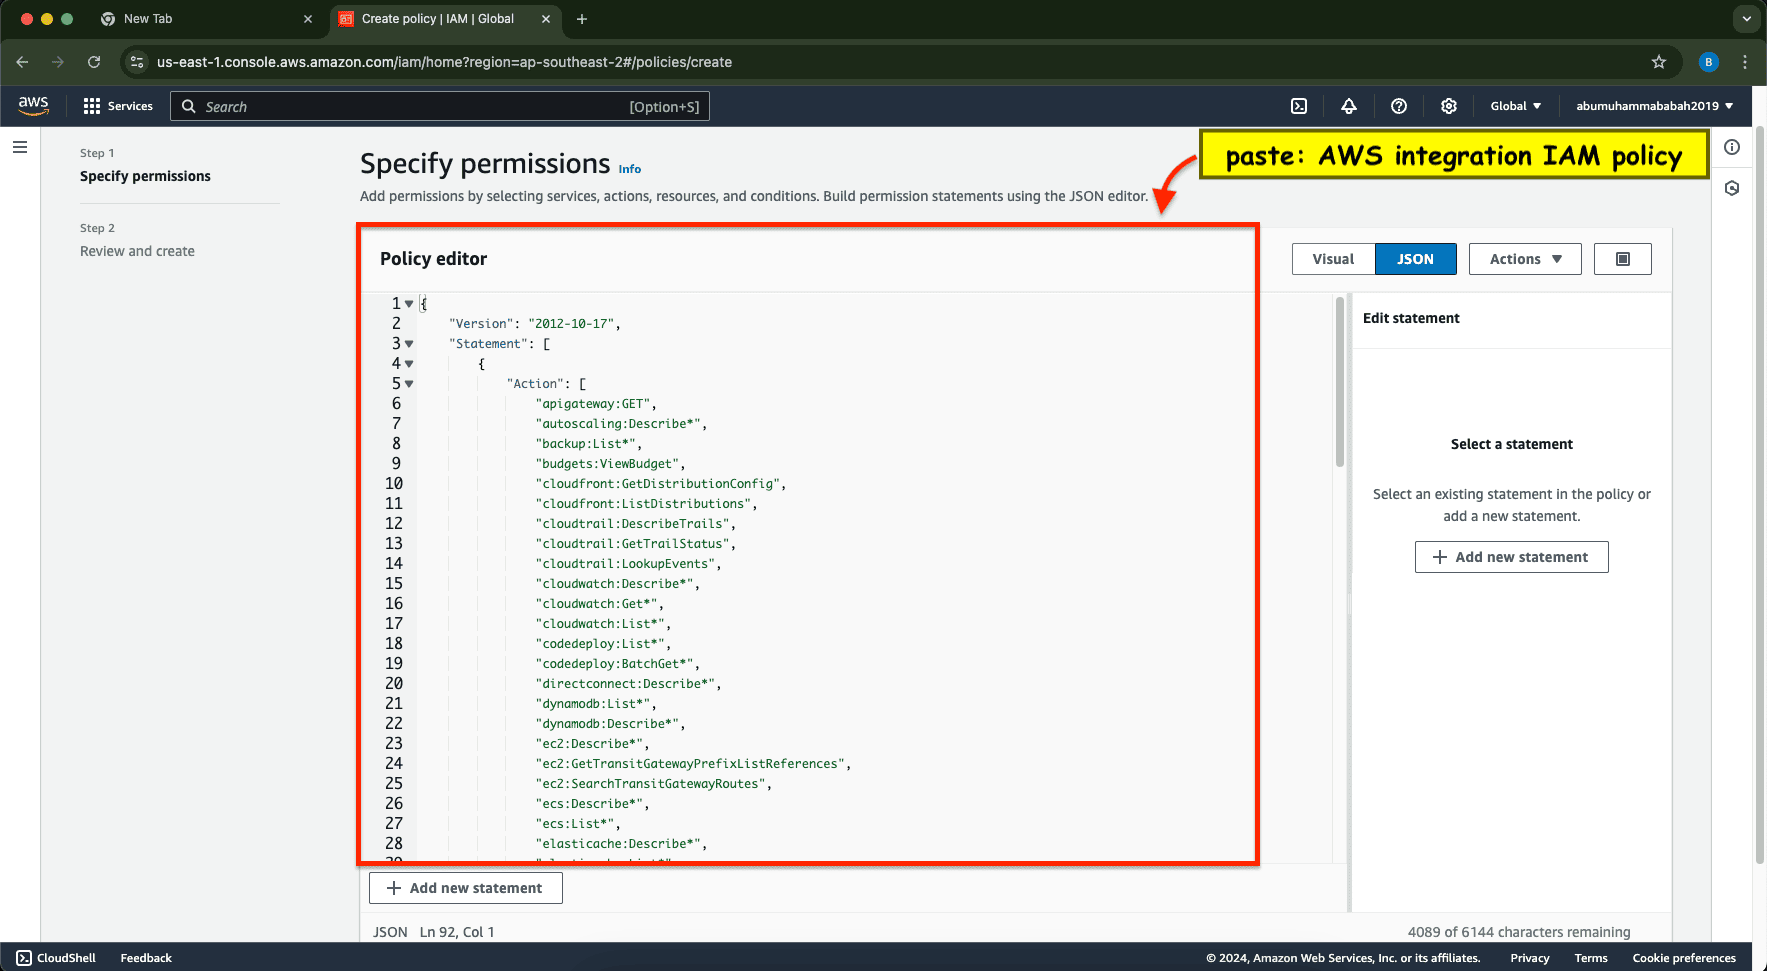 New Tab
Create policy | IAM | Global
us-east-1.console.aws.amazon.com/iam/home?region=ap-southeast-2#/policies/create
B
aws
Services
Search
[Option+S]
Global
abumuhammababah2019
Step 1
Specify permissions
Step 2
Review and create
Specify permissions Info
paste: AWS integration IAM policy
Add permissions by selecting services, actions, resources, and conditions. Build permission statements using the JSON editor.
Policy editor
Visual
JSON
Actions
1 {
2 "Version": "2012-10-17",
3 "Statement": [
4 {
5 "Action": [
6 "apigateway:GET",
7 "autoscaling:Describe*",
8 "backup:List*",
9 "budgets:ViewBudget",
10 "cloudfront:GetDistributionConfig",
11 "cloudfront:ListDistributions",
12 "cloudtrail:DescribeTrails",
13 "cloudtrail:GetTrailStatus",
14 "cloudtrail:LookupEvents",
15 "cloudwatch:Describe*",
16 "cloudwatch:Get*",
17 "cloudwatch:List*",
18 "codedeploy:List*",
19 "codedeploy:BatchGet*",
20 "directconnect:Describe*",
21 "dynamodb:List*",
22 "dynamodb:Describe*",
23 "ec2:Describe*",
24 "ec2:GetTransitGatewayPrefixListReferences",
25 "ec2:SearchTransitGatewayRoutes",
26 "ecs:Describe*",
27 "ecs:List*",
28 "elasticache:Describe*",
Edit statement
Select a statement
Select an existing statement in the policy or
add a new statement.
+ Add new statement
+ Add new statement
JSON Ln 92, Col 1
4089 of 6144 characters remaining
CloudShell
Feedback
© 2024, Amazon Web Services, Inc. or its affiliates.
Privacy
Terms
Cookie preferences